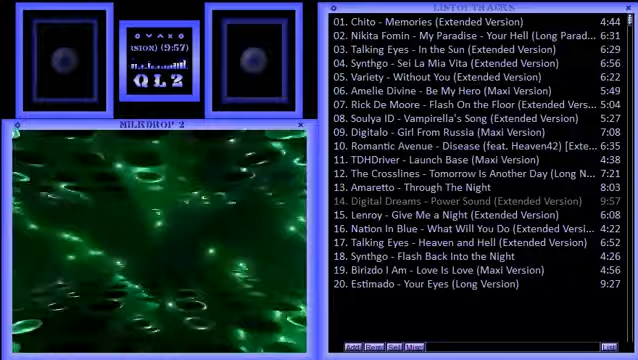 LIST OF TRACKS
(SION) (9:57)
QL2
MILKDROP 2
01. Chito - Memories (Extended Version) 4:44
02. Nikita Fomin - My Paradise - Your Hell (Long Parad... 6:31
03. Talking Eyes - In the Sun (Extended Version) 6:29
04. Synthgo - Sei La Mia Vita (Extended Version) 6:56
05. Variety - Without You (Extended Version) 6:22
06. Amelie Divine - Be My Hero (Maxi Version) 5:49
07. Rick De Moore - Flash On the Floor (Extended Vers... 5:04
08. Soulya ID - Vampirella's Song (Extended Version) 5:27
09. Digitalo - Girl From Russia (Maxi Version) 7:08
10. Romantic Avenue - Disease (feat. Heaven42) [Exte... 6:35
11. TDHDriver - Launch Base (Maxi Version) 4:38
12. The Crosslines - Tomorrow Is Another Day (Long N... 7:21
13. Amaretto - Through The Night 8:03
14. Digital Dreams - Power Sound (Extended Version) 9:57
15. Lenroy - Give Me a Night (Extended Version) 6:08
16. Nation In Blue - What Will You Do (Extended Versi... 4:22
17. Talking Eyes - Heaven and Hell (Extended Version) 6:52
18. Synthgo - Flash Back Into the Night 4:26
19. Birizdo I Am - Love Is Love (Maxi Version) 4:56
20. Estimado - Your Eyes (Long Version) 9:27
Add Rem Sel Misc List